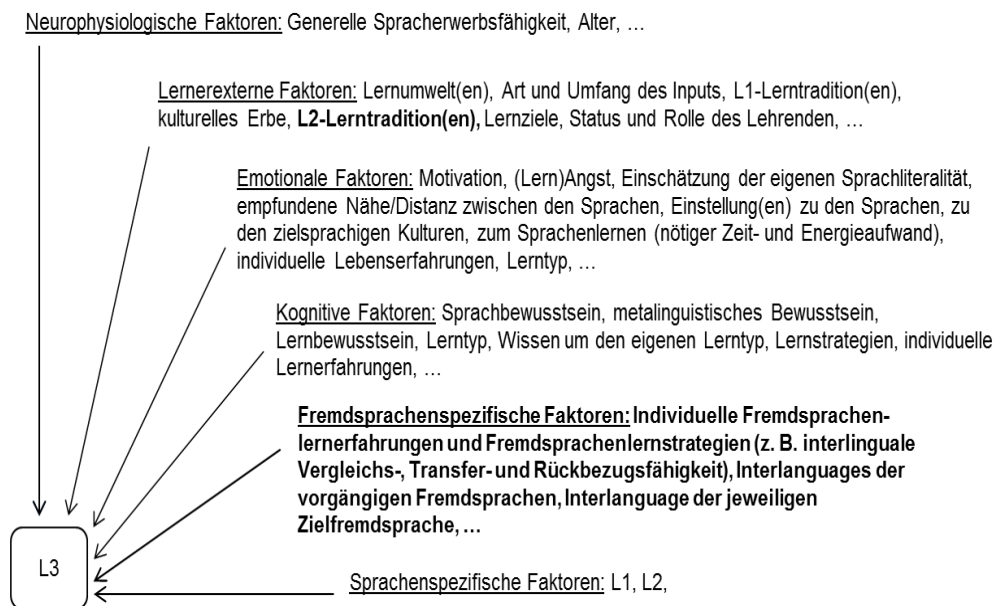 Neurophysiologische Faktoren: Generelle Spracherwerbsfähigkeit, Alter, …
Lernerexterne Faktoren: Lernumwelt(en), Art und Umfang des Inputs, L1-Lerntradition(en),
kulturelles Erbe, L2-Lerntradition(en), Lernziele, Status und Rolle des Lehrenden, …
Emotionale Faktoren: Motivation, (Lern)Angst, Einschätzung der eigenen Sprachliteralität,
empfundene Nähe/Distanz zwischen den Sprachen, Einstellung(en) zu den Sprachen, zu
den zielsprachigen Kulturen, zum Sprachenlernen (nötiger Zeit- und Energieaufwand),
individuelle Lebenserfahrungen, Lerntyp, …
Kognitive Faktoren: Sprachbewusstsein, metalinguistisches Bewusstsein,
Lernbewusstsein, Lerntyp, Wissen um den eigenen Lerntyp, Lernstrategien, individuelle
Lernerfahrungen, …
Fremdsprachenspezifische Faktoren: Individuelle Fremdsprachen-
lernerfahrungen und Fremdsprachenlernstrategien (z. B. interlinguale
Vergleichs-, Transfer- und Rückbezugsfähigkeit), Interlanguages der
vorgängigen Fremdsprachen, Interlanguage der jeweiligen
Zielfremdsprache, …
L3
Sprachenspezifische Faktoren: L1, L2,